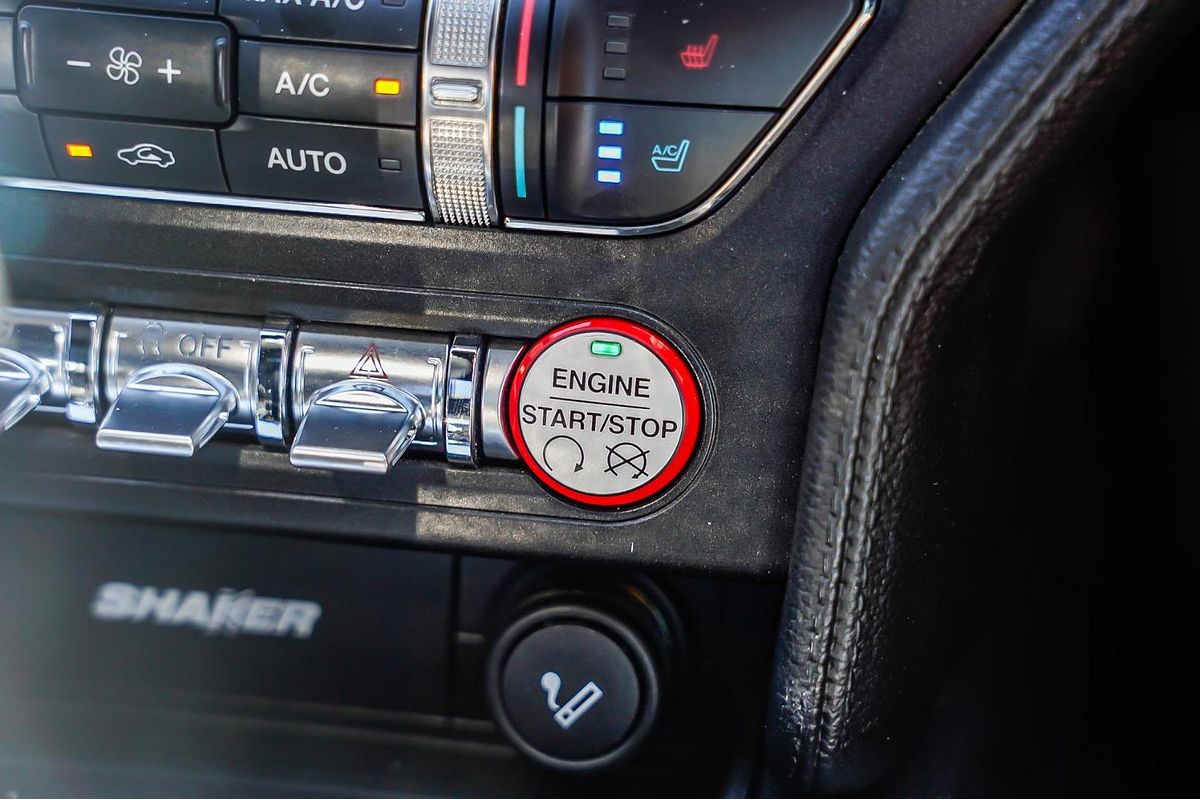 MAX A/C
A/C
AUTO
A/C
OFF
ENGINE
START/STOP
SHAKER